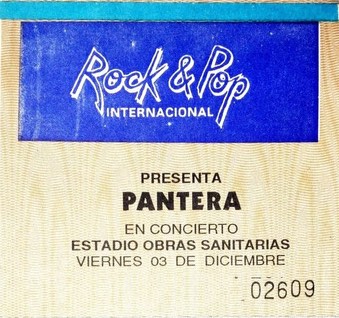 Rock & Pop
INTERNACIONAL
PRESENTA
PANTERA
EN CONCIERTO
ESTADIO OBRAS SANITARIAS
VIERNES 03 DE DICIEMBRE
02609